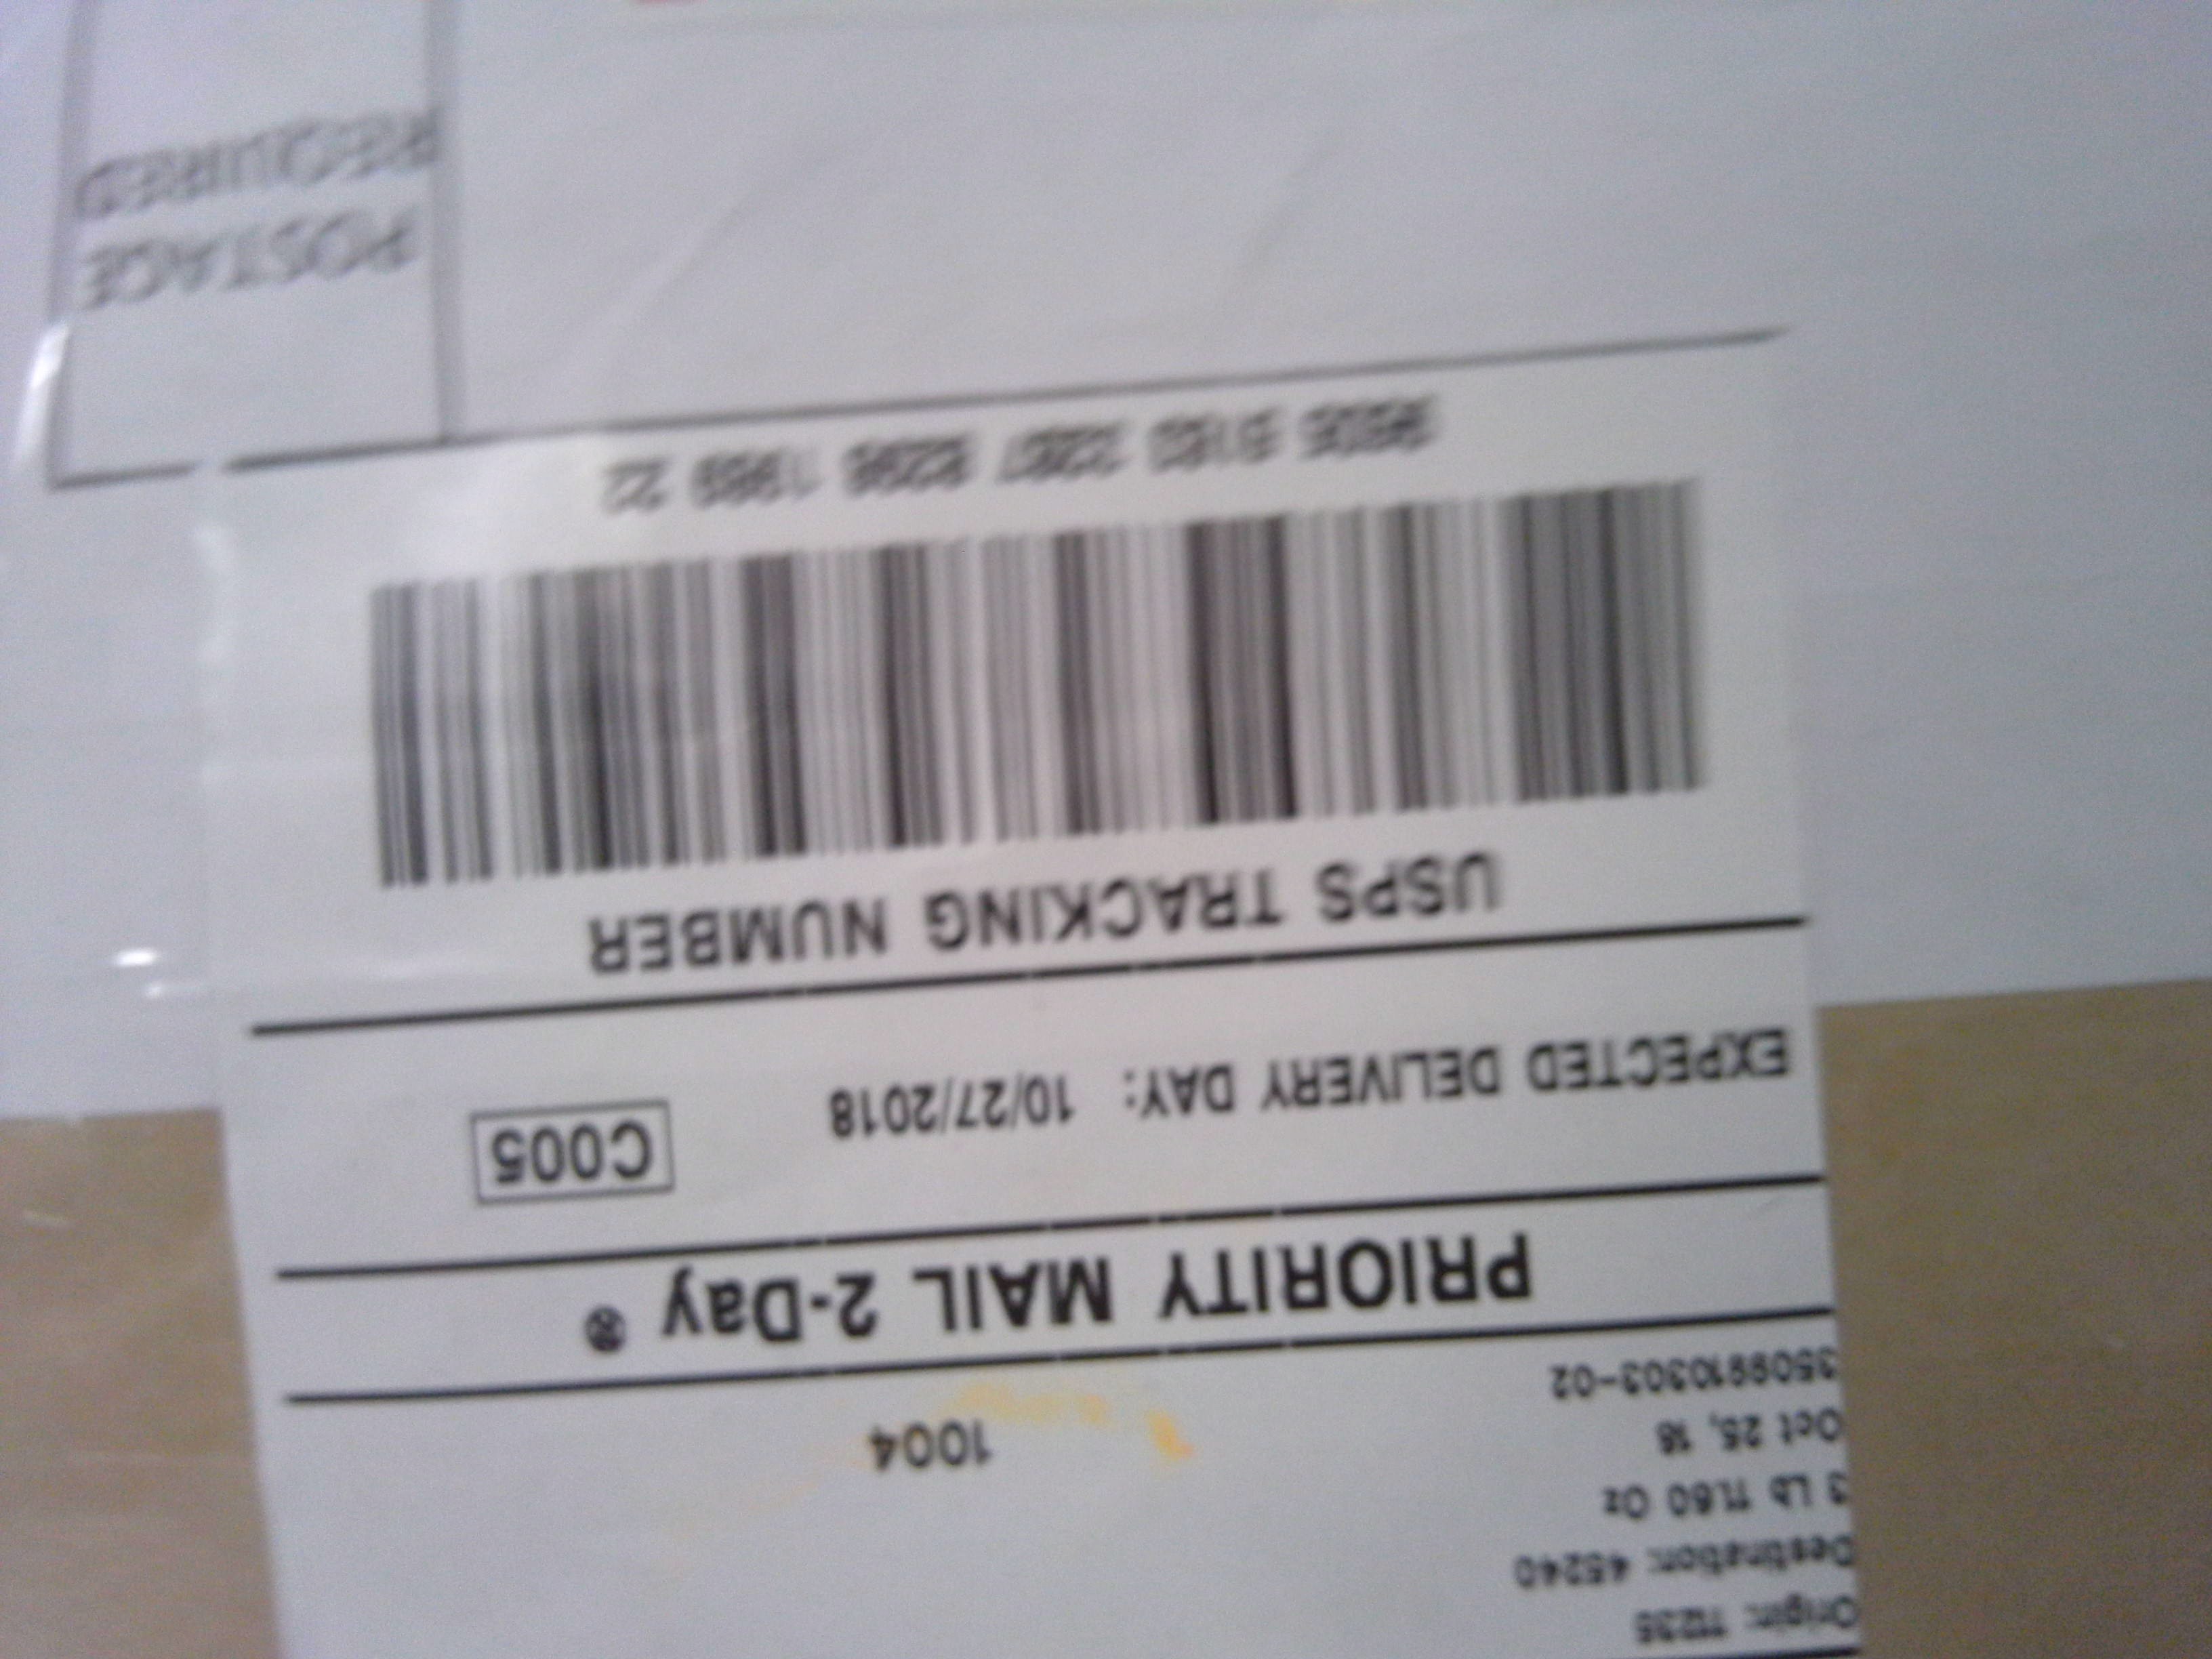 Origin: 11235
Destination: 45240
3 Lb 11.60 Oz
Oct 25, 18
3509910303-02
1004
PRIORITY MAIL 2-Day ®
EXPECTED DELIVERY DAY: 10/27/2018
C005
USPS TRACKING NUMBER
22
POSTAGE
REQUIRED